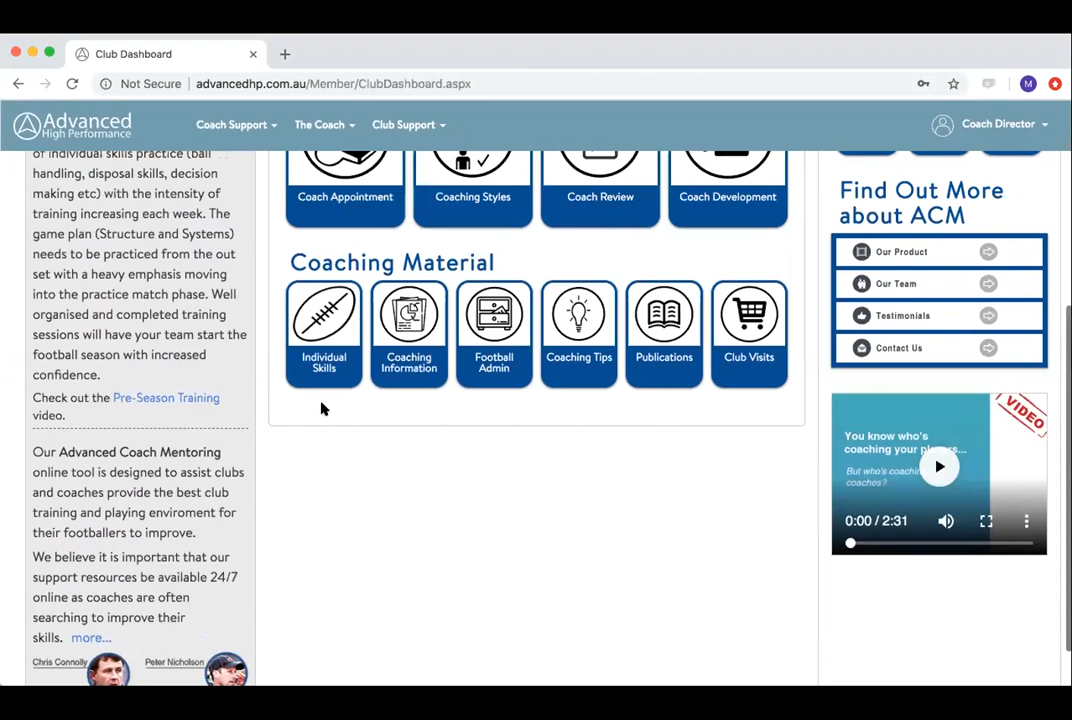 Club Dashboard
Not Secure
advancedhp.com.au/Member/ClubDashboard.aspx
M
Advanced
High Performance
Coach Support
The Coach
Club Support
Coach Director
of individual skills practice (ball
handling, disposal skills, decision
making etc) with the intensity of
training increasing each week. The
game plan (Structure and Systems)
needs to be practiced from the out
set with a heavy emphasis moving
into the practice match phase. Well
organised and completed training
sessions will have your team start the
football season with increased
confidence.
Check out the Pre-Season Training
video.
Our Advanced Coach Mentoring
online tool is designed to assist clubs
and coaches provide the best club
training and playing enviroment for
their footballers to improve.
We believe it is important that our
support resources be available 24/7
online as coaches are often
searching to improve their
skills. more...
Chris Connolly
Peter Nicholson
Coach Appointment
Coaching Styles
Coach Review
Coach Development
Coaching Material
Individual
Skills
Coaching
Information
Football
Admin
Coaching Tips
Publications
Club Visits
Find Out More
about ACM
Our Product
Our Team
Testimonials
Contact Us
VIDEO
You know who's
coaching your players...
But who's coaching
coaches?
0:00 / 2:31